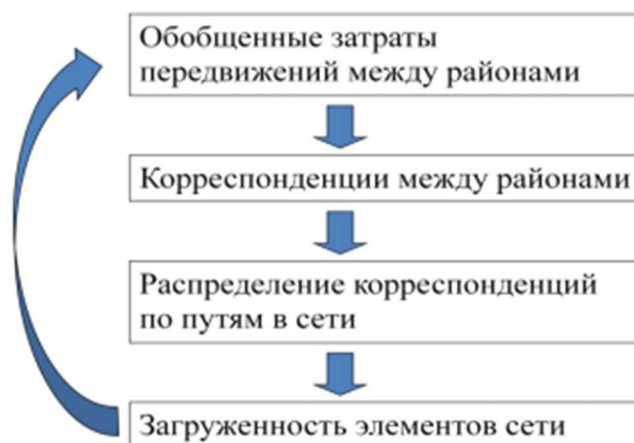 Обобщенные затраты
передвижений между районами
Корреспонденции между районами
Распределение корреспонденций
по путям в сети
Загруженность элементов сети